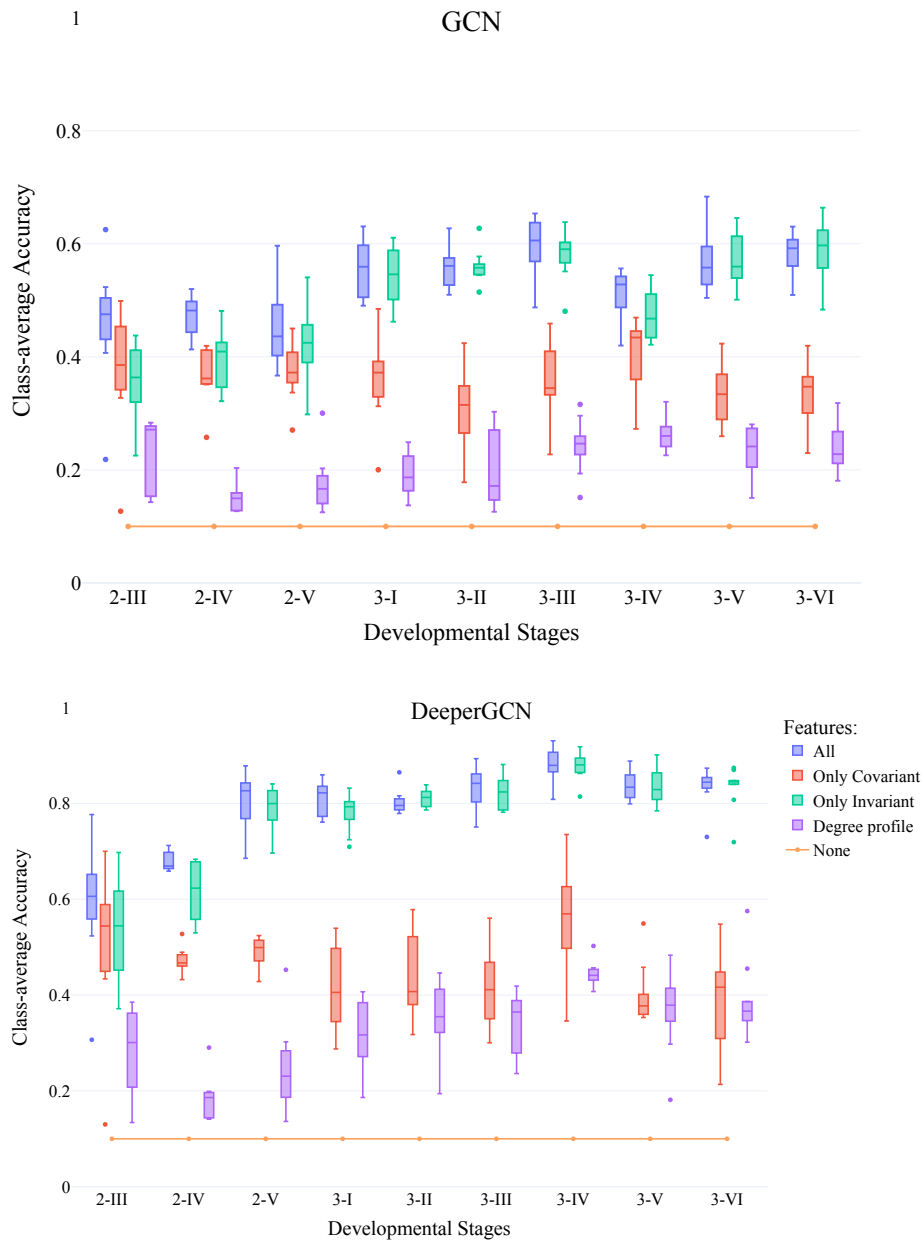 GCN
1
0.8
0.6
0.4
0.2
0
Class-average Accuracy
2-III 2-IV 2-V 3-I 3-II 3-III 3-IV 3-V 3-VI
Developmental Stages
DeeperGCN
1
0.8
0.6
0.4
0.2
0
Class-average Accuracy
2-III 2-IV 2-V 3-I 3-II 3-III 3-IV 3-V 3-VI
Developmental Stages
Features:
All
Only Covariant
Only Invariant
Degree profile
None